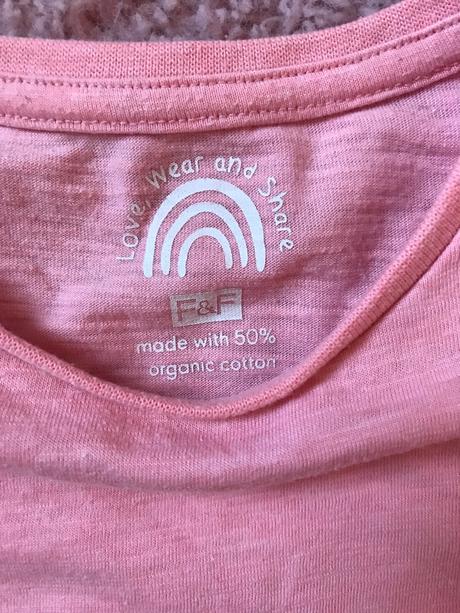 Love, Wear and Share
F&F
made with 50%
organic cotton